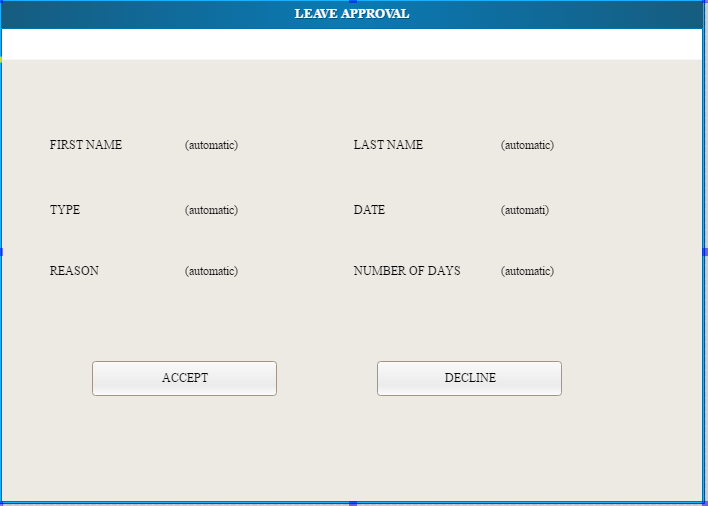 LEAVE APPROVAL
FIRST NAME (automatic) LAST NAME (automatic)
TYPE (automatic) DATE (automati)
REASON (automatic) NUMBER OF DAYS (automatic)
ACCEPT DECLINE